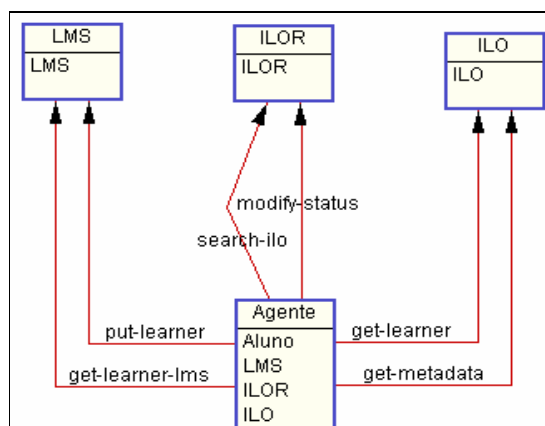 LMS
LMS
ILOR
ILOR
ILO
ILO
modify-status
search-ilo
put-learner
get-learner-lms
Agente
Aluno
LMS
ILOR
ILO
get-learner
get-metadata